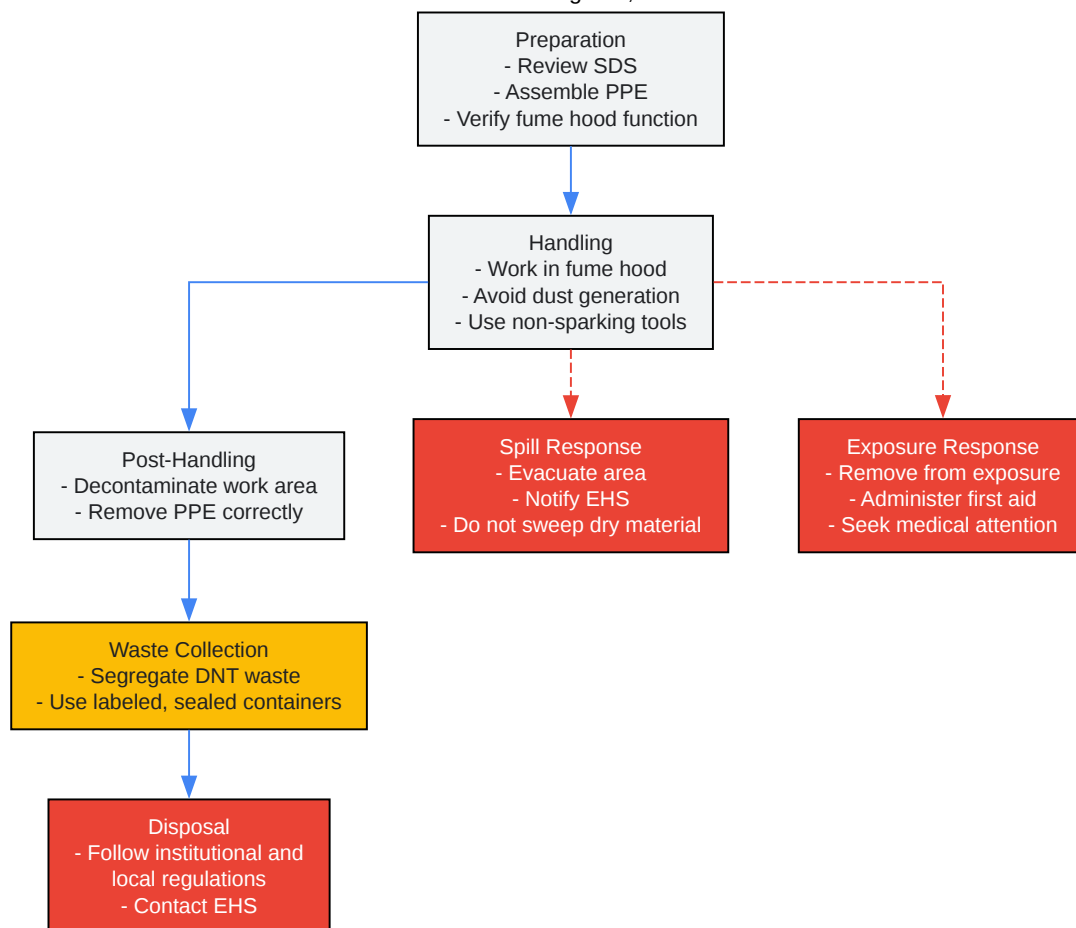 Preparation
- Review SDS
- Assemble PPE
- Verify fume hood function
Handling
- Work in fume hood
- Avoid dust generation
- Use non-sparking tools
Post-Handling
- Decontaminate work area
- Remove PPE correctly
Spill Response
- Evacuate area
- Notify EHS
- Do not sweep dry material
Exposure Response
- Remove from exposure
- Administer first aid
- Seek medical attention
Waste Collection
- Segregate DNT waste
- Use labeled, sealed containers
Disposal
- Follow institutional and
local regulations
- Contact EHS